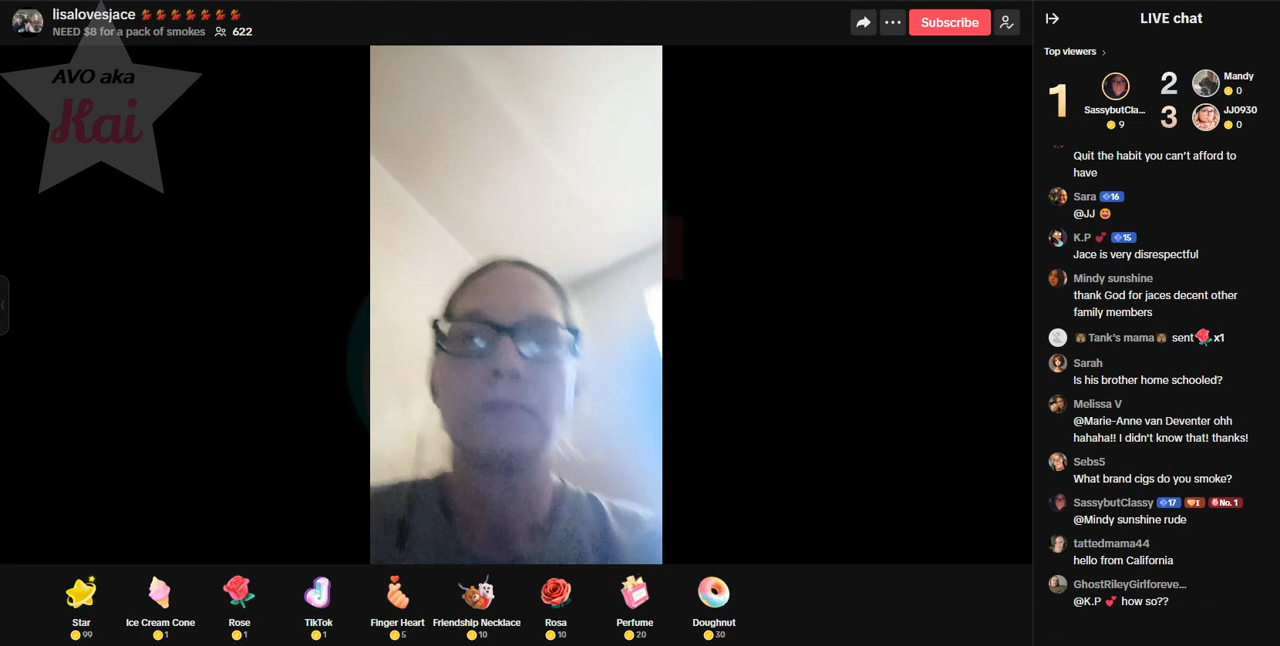 lisalovesjace 💃💃💃💃💃💃💃
NEED $8 for a pack of smokes 622
Subscribe
AVO aka
Kai
LIVE chat
Top viewers
1
SassybutCla...
9
2
Mandy
0
3
JJ0930
0
Quit the habit you can't afford to
have
Sara 16
@JJ 🤩
K.P 💕 15
Jace is very disrespectful
Mindy sunshine
thank God for jaces decent other
family members
🙈Tank's mama🙈 sent 🌹x1
Sarah
Is his brother home schooled?
Melissa V
@Marie-Anne van Deventer ohh
hahaha!! I didn't know that! thanks!
Sebs5
What brand cigs do you smoke?
SassybutClassy 17 I No. 1
@Mindy sunshine rude
tattedmama44
hello from California
GhostRileyGirlforeve...
@K.P 💕 how so??
Star
99
Ice Cream Cone
1
Rose
1
TikTok
1
Finger Heart
5
Friendship Necklace
10
Rosa
10
Perfume
20
Doughnut
30